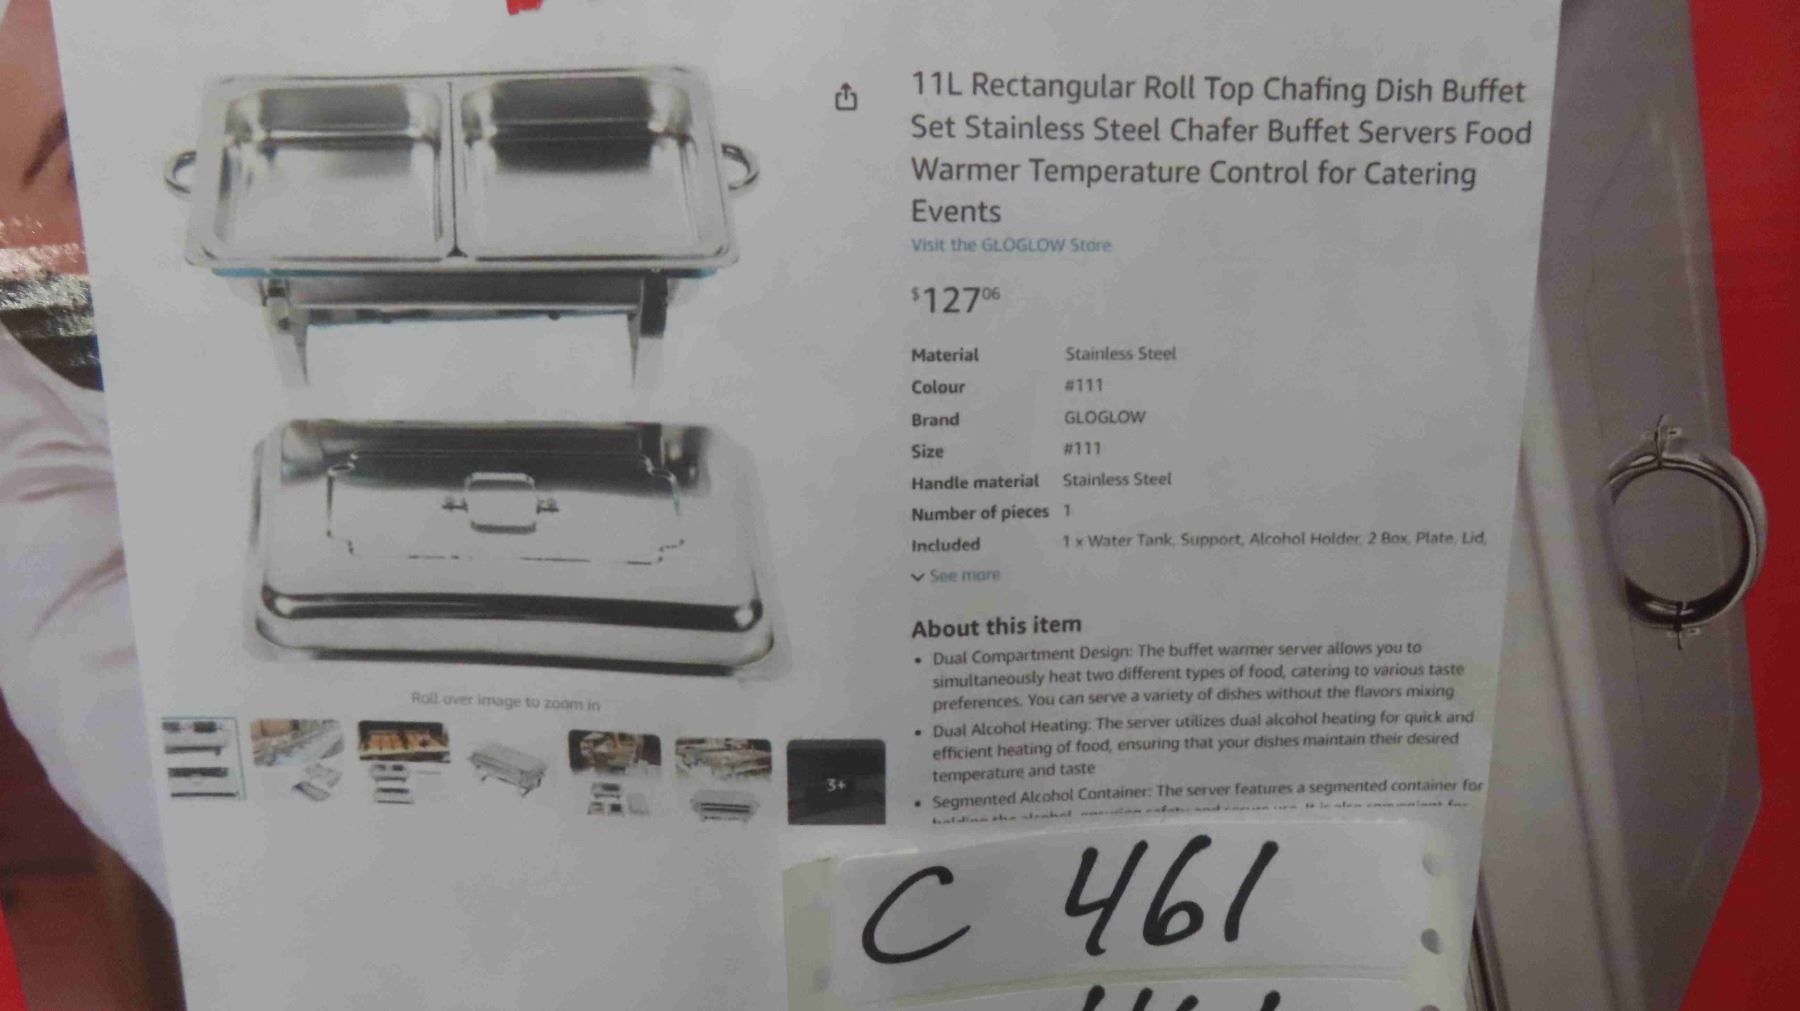 11L Rectangular Roll Top Chafing Dish Buffet
Set Stainless Steel Chafer Buffet Servers Food
Warmer Temperature Control for Catering
Events
Visit the GLOGLOW Store
$127.06
Material Stainless Steel
Colour #111
Brand GLOGLOW
Size #111
Handle material Stainless Steel
Number of pieces 1
Included 1 x Water Tank, Support, Alcohol Holder, 2 Box, Plate, Lid,
See more
About this item
• Dual Compartment Design: The buffet warmer server allows you to
simultaneously heat two different types of food, catering to various taste
preferences. You can serve a variety of dishes without the flavors mixing
• Dual Alcohol Heating: The server utilizes dual alcohol heating for quick and
efficient heating of food, ensuring that your dishes maintain their desired
temperature and taste
• Segmented Alcohol Container: The server features a segmented container for
Roll over image to zoom in
3+
C 461